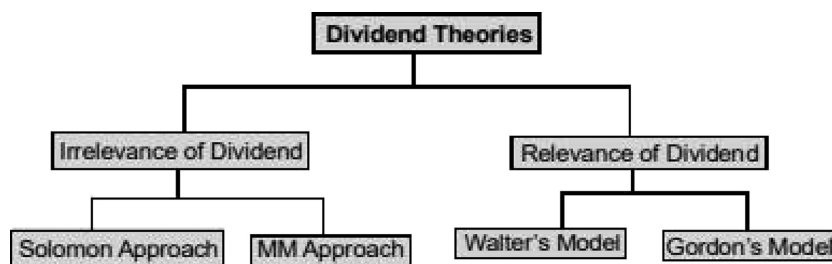 Dividend Theories
Irrelevance of Dividend
Relevance of Dividend
Solomon Approach
MM Approach
Walter's Model
Gordon's Model